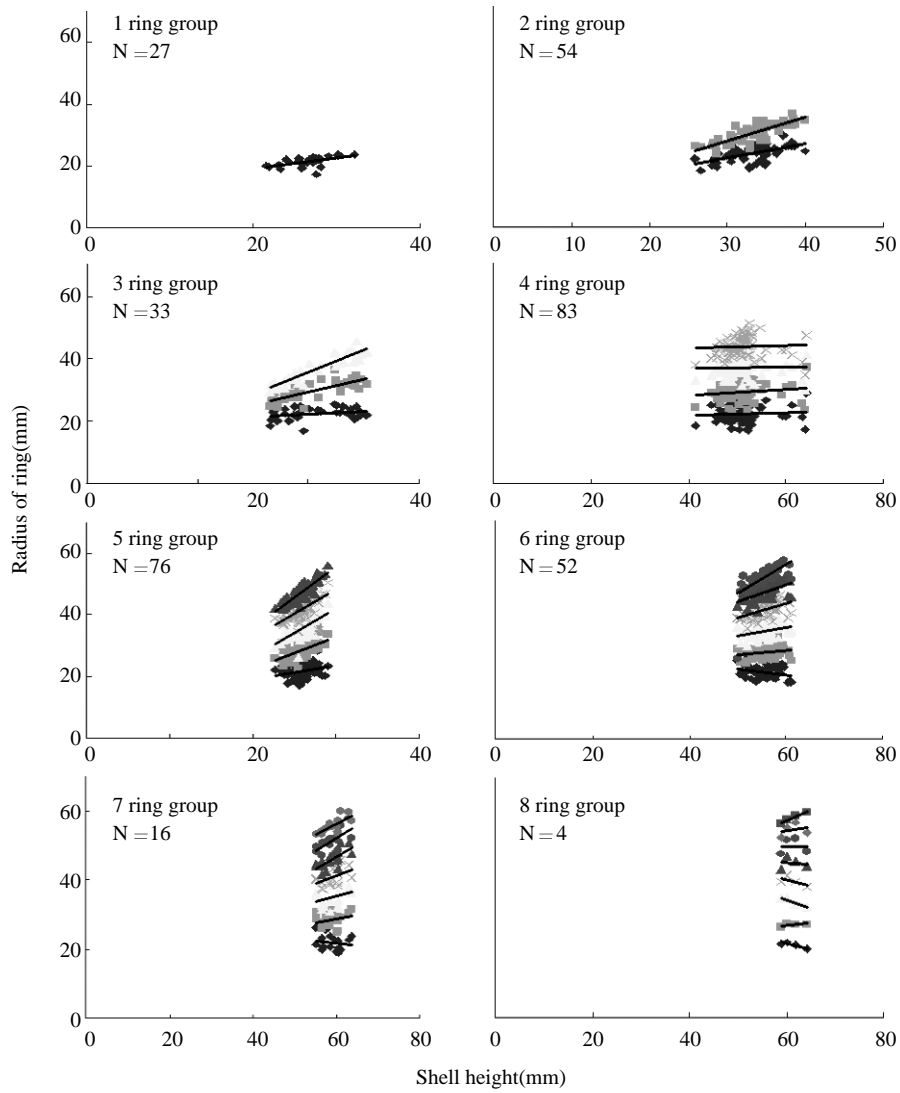 1 ring group
N = 27
60
40
20
0
0
20
40
2 ring group
N = 54
0
10
20
30
40
50
3 ring group
N = 33
60
40
20
0
0
20
40
4 ring group
N = 83
0
20
40
60
80
5 ring group
N = 76
60
40
20
0
0
20
40
6 ring group
N = 52
0
20
40
60
80
7 ring group
N = 16
60
40
20
0
0
20
40
60
80
8 ring group
N = 4
0
20
40
60
80
Radius of ring(mm)
Shell height(mm)